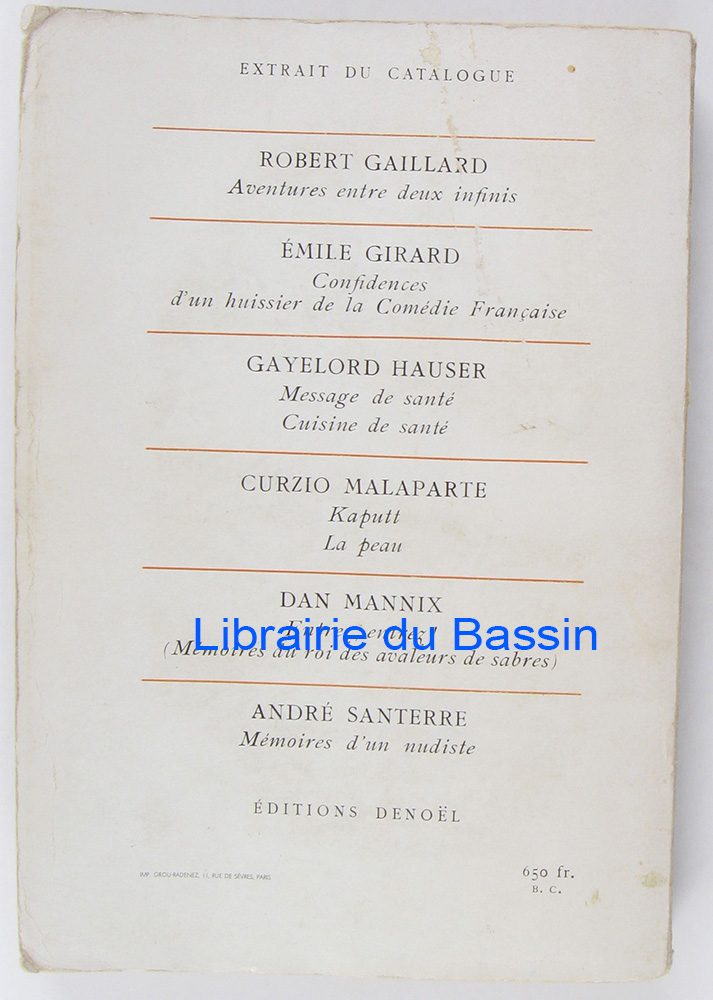 EXTRAIT DU CATALOGUE
ROBERT GAILLARD
Aventures entre deux infinis
ÉMILE GIRARD
Confidences
d'un huissier de la Comédie Française
GAYELORD HAUSER
Message de santé
Cuisine de santé
CURZIO MALAPARTE
Kaputt
La peau
DAN MANNIX
Entrez entrez!
Librairie du Bassin
(Mémoires du roi des avaleurs de sabres)
ANDRÉ SANTERRE
Mémoires d'un nudiste
ÉDITIONS DENOËL
IMP. GROU-RADENEZ, 11, RUE DE SÈVRES, PARIS
650 fr.
B. C.